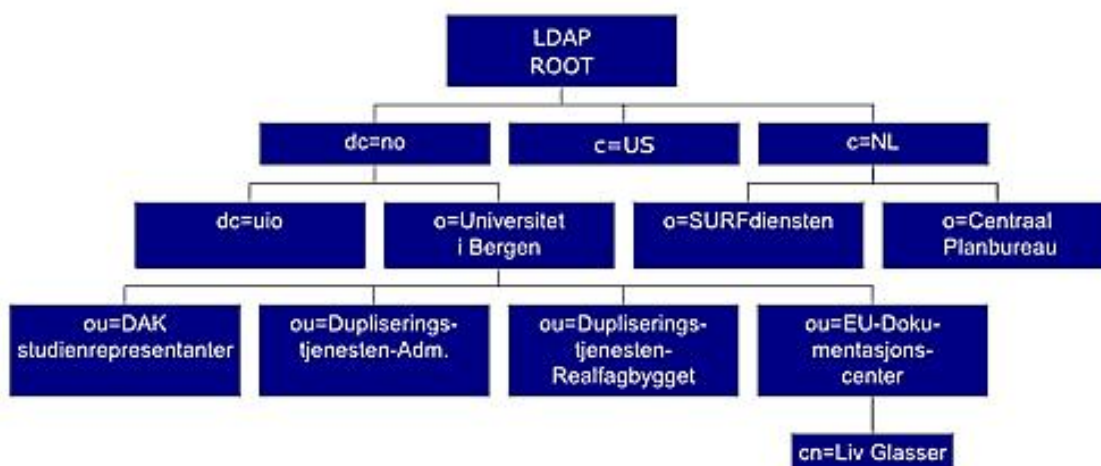 LDAP
ROOT
dc=no
c=US
c=NL
dc=uio
o=Universitet
i Bergen
o=SURFdiensten
o=Centraal
Planbureau
ou=DAK
studienrepresentanter
ou=Dupliserings-
tjenesten-Adm.
ou=Dupliserings-
tjenesten-
Realfagbygget
ou=EU-Doku-
mentasjons-
center
cn=Liv Glasser